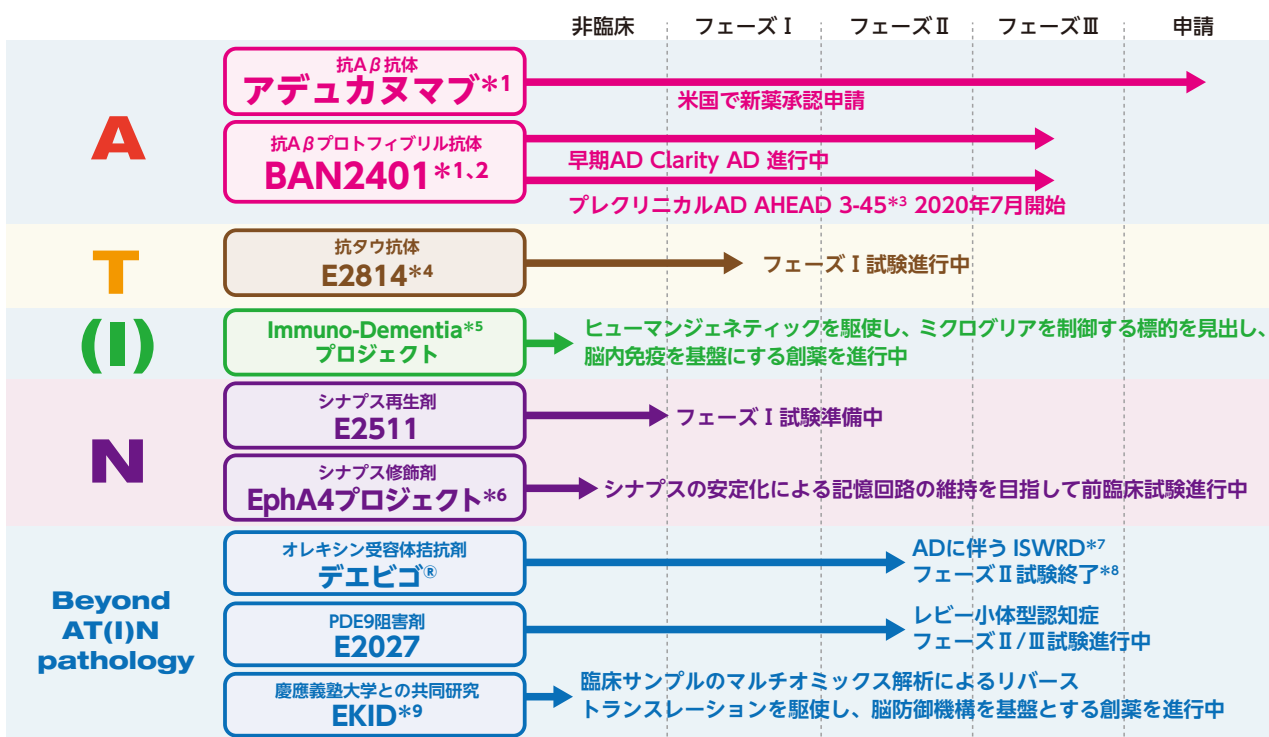 非臨床 フェーズⅠ フェーズⅡ フェーズⅢ 申請
A
抗Aβ抗体
アデュカヌマブ*1
米国で新薬承認申請
抗Aβプロトフィブリル抗体
BAN2401*1、2
早期AD Clarity AD 進行中
プレクリニカルAD AHEAD 3-45*3 2020年7月開始
T
抗タウ抗体
E2814*4
フェーズⅠ試験進行中
(I)
Immuno-Dementia*5
プロジェクト
ヒューマンジェネティックを駆使し、ミクログリアを制御する標的を見出し、
脳内免疫を基盤にする創薬を進行中
N
シナプス再生剤
E2511
フェーズⅠ試験準備中
シナプス修飾剤
EphA4プロジェクト*6
シナプスの安定化による記憶回路の維持を目指して前臨床試験進行中
Beyond
AT(I)N
pathology
オレキシン受容体拮抗剤
デエビゴ®
ADに伴う ISWRD*7
フェーズⅡ試験終了*8
PDE9阻害剤
E2027
レビー小体型認知症
フェーズⅡ/Ⅲ試験進行中
慶應義塾大学との共同研究
EKID*9
臨床サンプルのマルチオミックス解析によるリバース
トランスレーションを駆使し、脳防御機構を基盤とする創薬を進行中